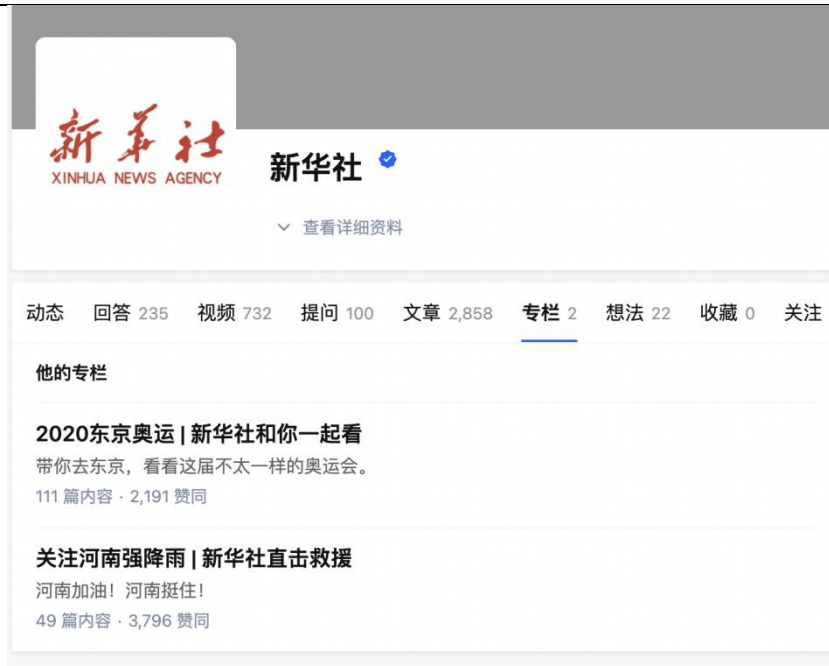 新华社
XINHUA NEWS AGENCY
新华社
查看详细资料
动态 回答 235 视频 732 提问 100 文章 2,858 专栏 2 想法 22 收藏 0 关注
他的专栏
2020东京奥运 | 新华社和你一起看
带你去东京，看看这届不太一样的奥运会。
111 篇内容 · 2,191 赞同
关注河南强降雨 | 新华社直击救援
河南加油！河南挺住！
49 篇内容 · 3,796 赞同